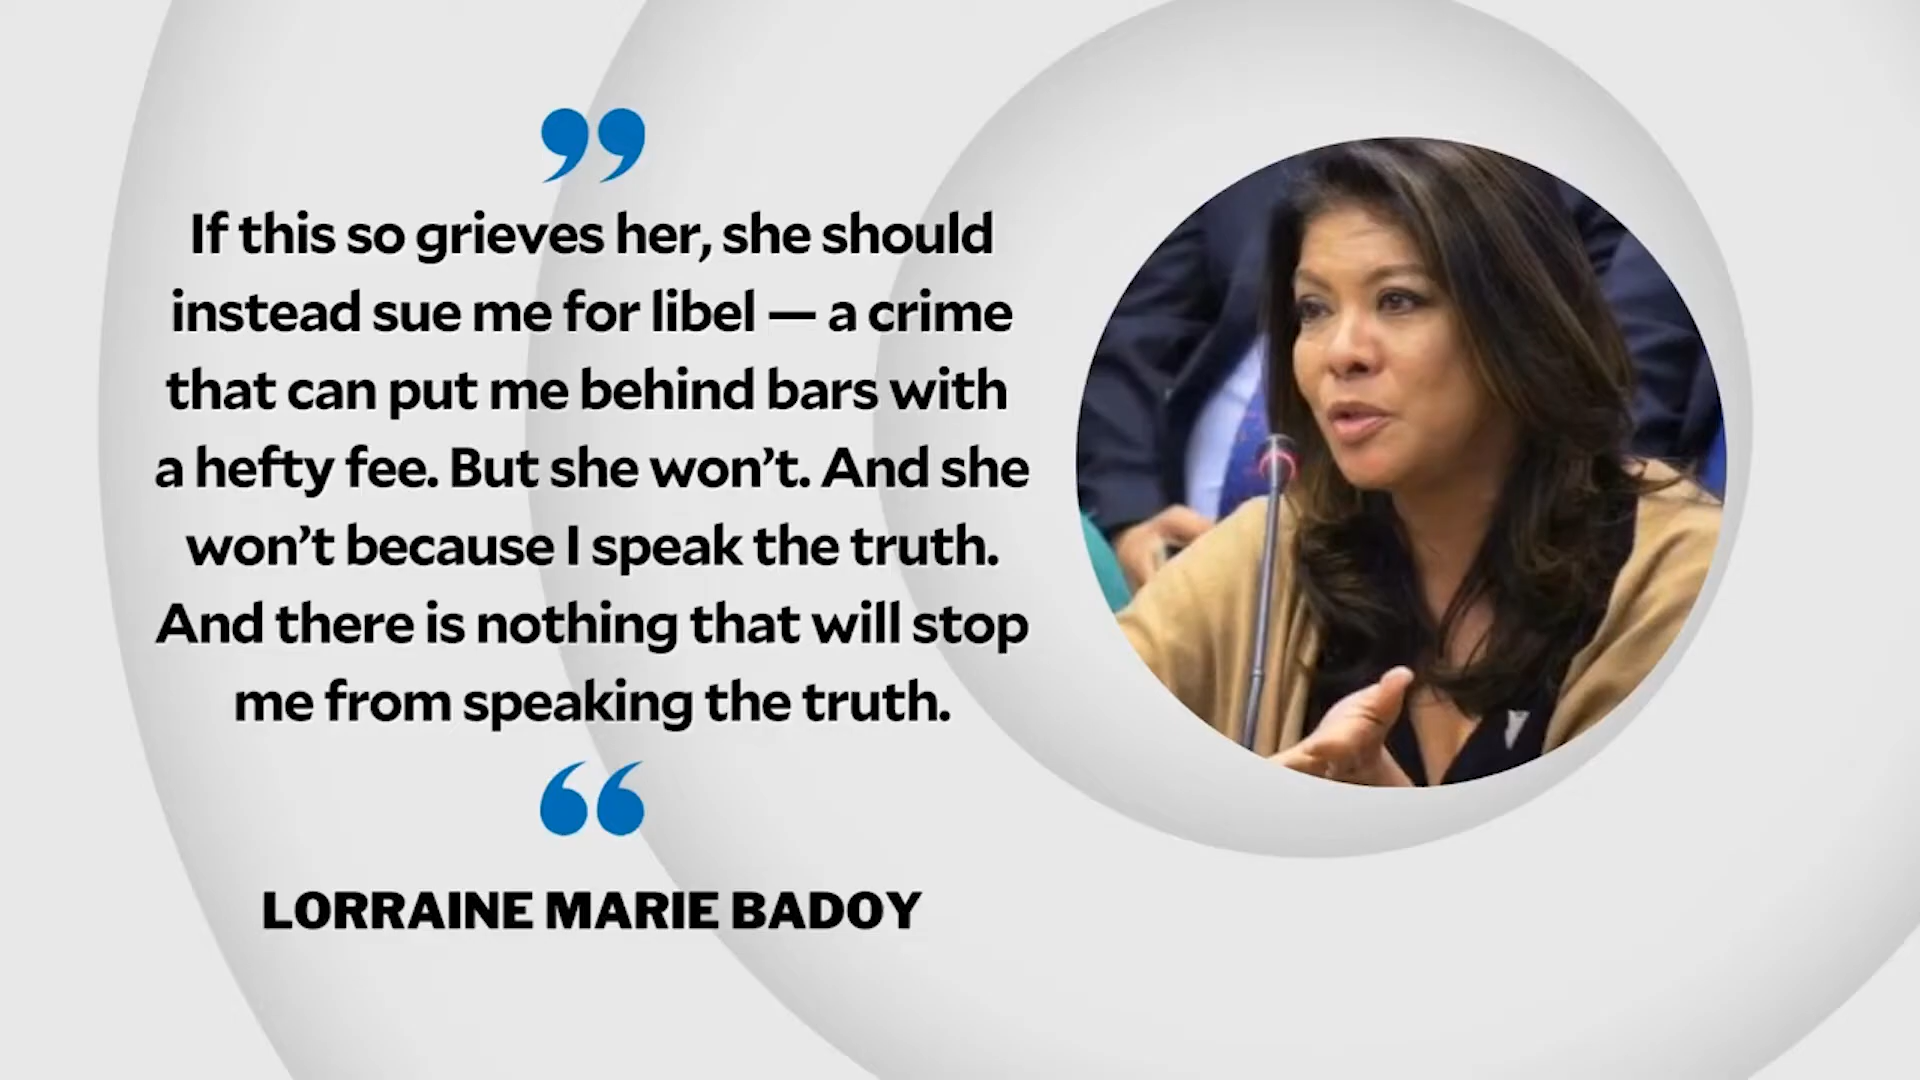 ”
If this so grieves her, she should
instead sue me for libel — a crime
that can put me behind bars with
a hefty fee. But she won’t. And she
won’t because I speak the truth.
And there is nothing that will stop
me from speaking the truth.
“
LORRAINE MARIE BADOY